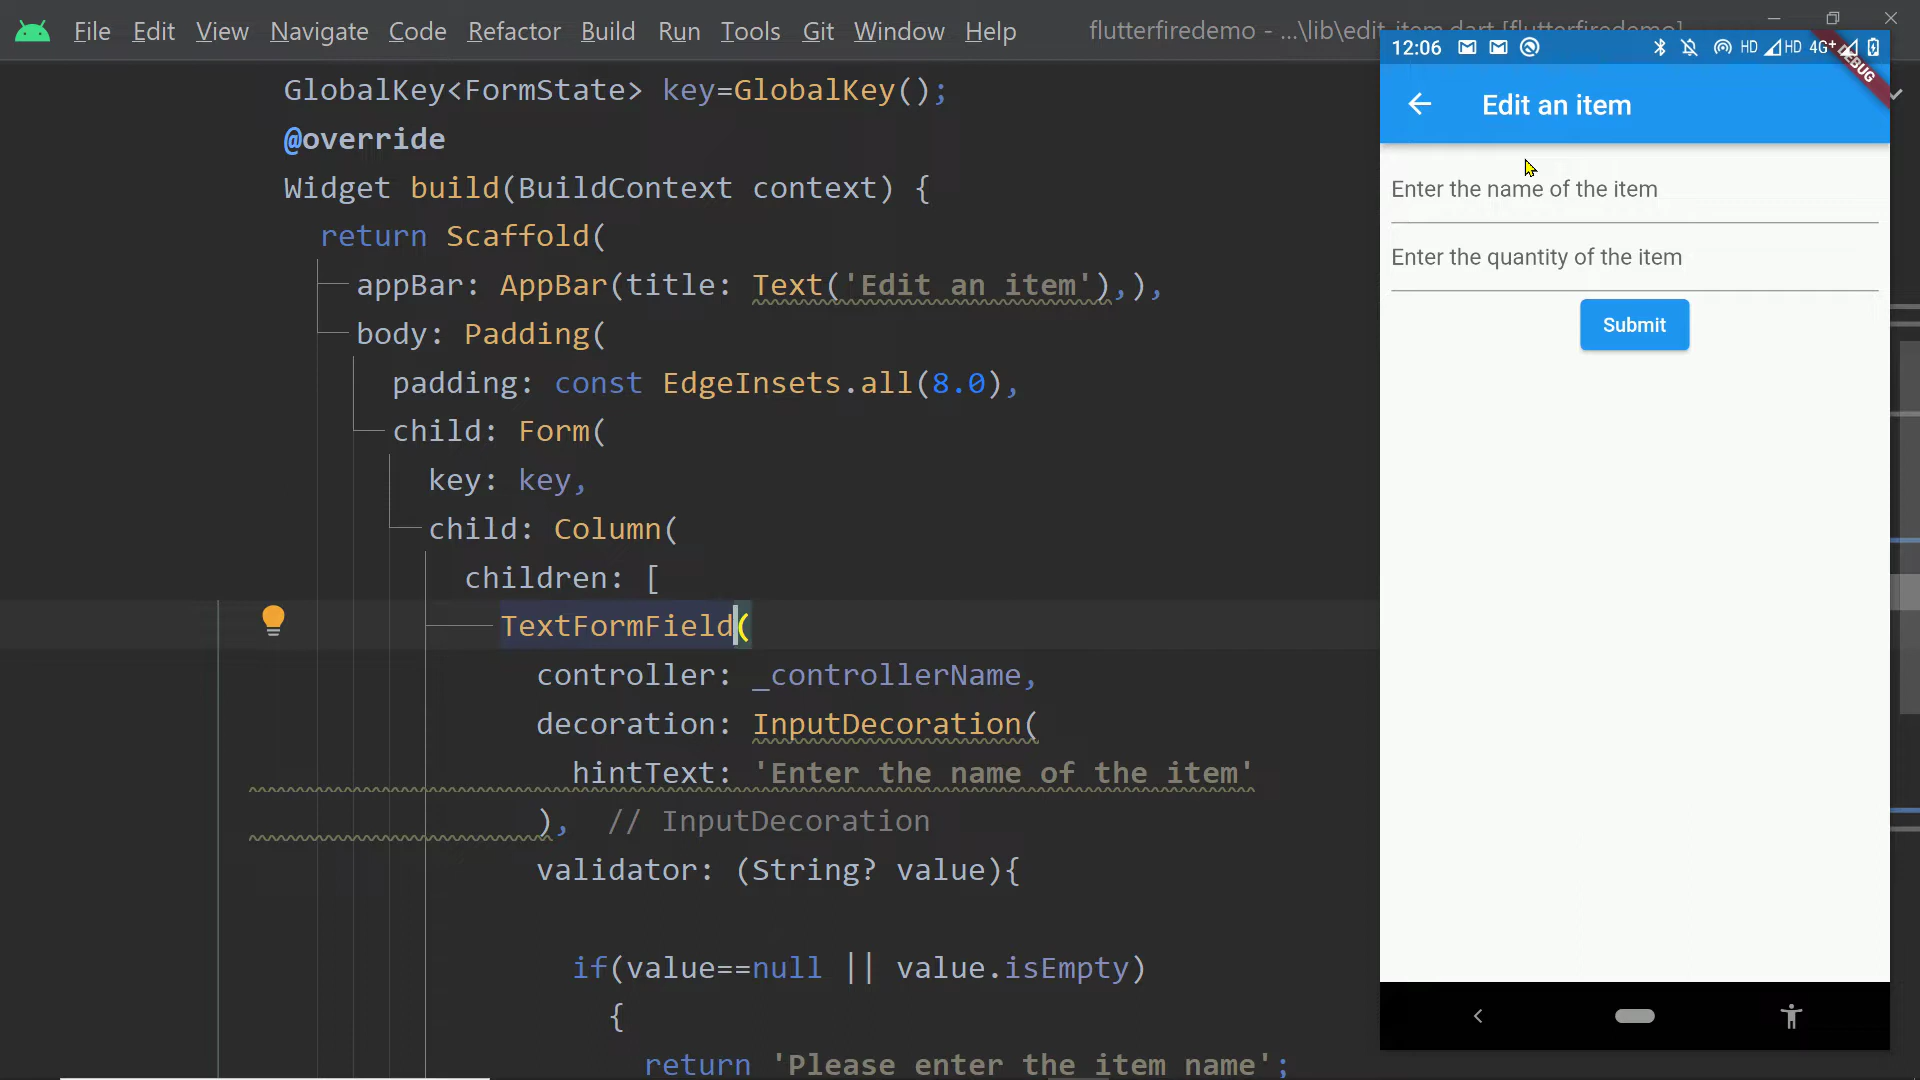 File Edit View Navigate Code Refactor Build Run Tools Git Window Help flutterfiredemo - ...\lib\edit_item.dart [flutterfiredemo]
GlobalKey<FormState> key=GlobalKey();
@override
Widget build(BuildContext context) {
return Scaffold(
appBar: AppBar(title: Text('Edit an item'),),
body: Padding(
padding: const EdgeInsets.all(8.0),
child: Form(
key: key,
child: Column(
children: [
TextFormField(
controller: _controllerName,
decoration: InputDecoration(
hintText: 'Enter the name of the item'
), // InputDecoration
validator: (String? value){
if(value==null || value.isEmpty)
{
return 'Please enter the item name';
12:06 HD HD 4G+
DEBUG
Edit an item
Enter the name of the item
Enter the quantity of the item
Submit